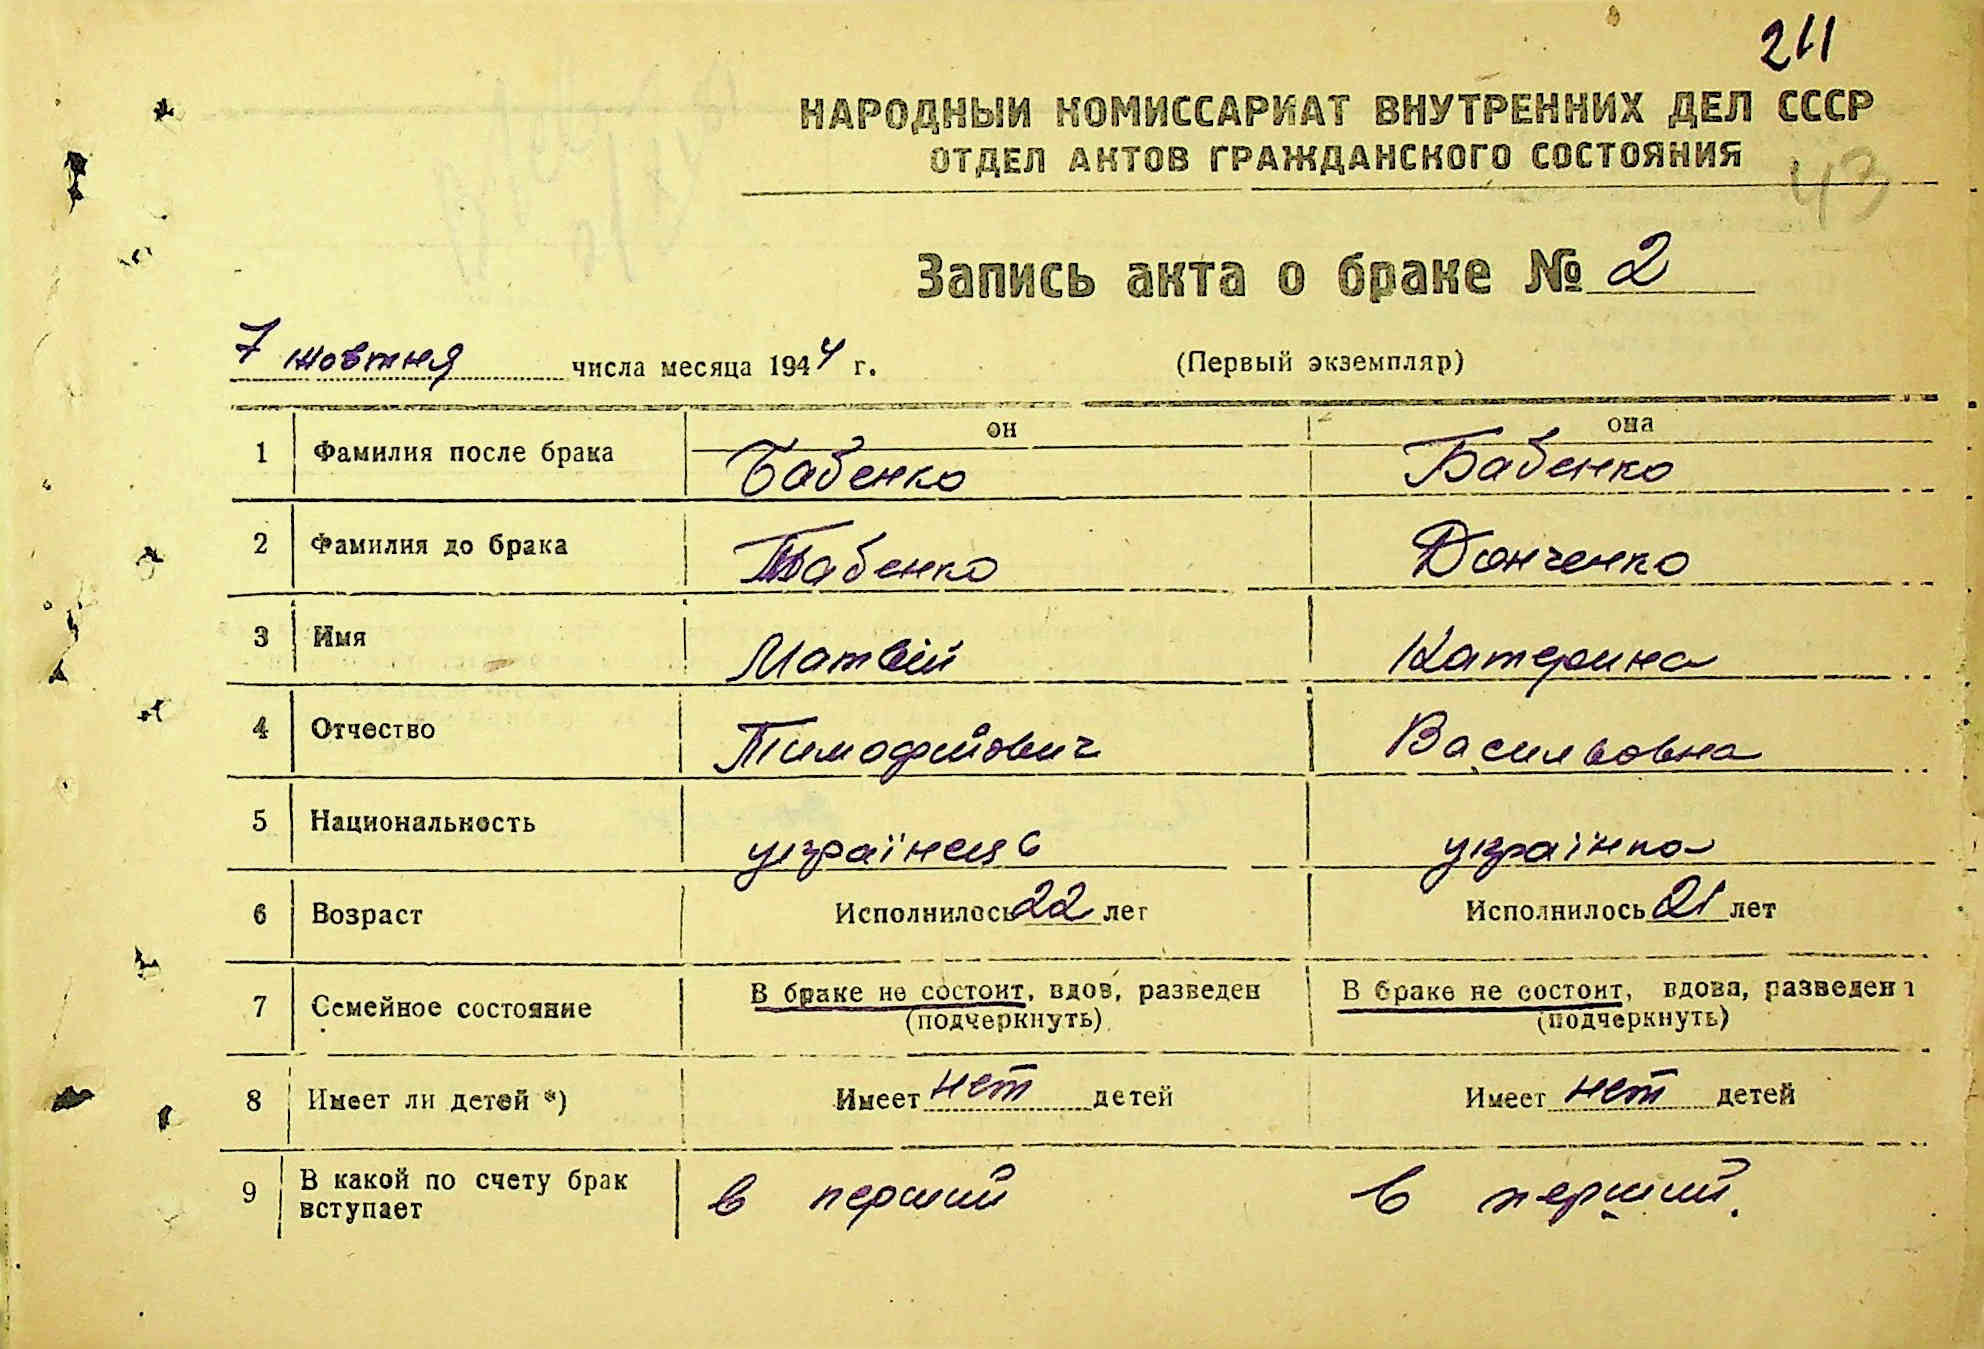 211
НАРОДНЫЙ КОМИССАРИАТ ВНУТРЕННИХ ДЕЛ СССР
ОТДЕЛ АКТОВ ГРАЖДАНСКОГО СОСТОЯНИЯ
43
Запись акта о браке № 2
7 жовтня числа месяца 1944 г. (Первый экземпляр)
он она
1 Фамилия после брака Бабенко Бабенко
2 Фамилия до брака Бабенко Донченко
3 Имя Матвій Катерина
4 Отчество Тимофійович Васильовна
5 Национальность українець українка
6 Возраст Исполнилось 22 лет Исполнилось 21 лет
7 Семейное состояние В браке не состоит, вдов, разведен В браке не состоит, вдова, разведена
(подчеркнуть) (подчеркнуть)
8 Имеет ли детей *) Имеет нет детей Имеет нет детей
9 В какой по счету брак вступает в перший в перший.